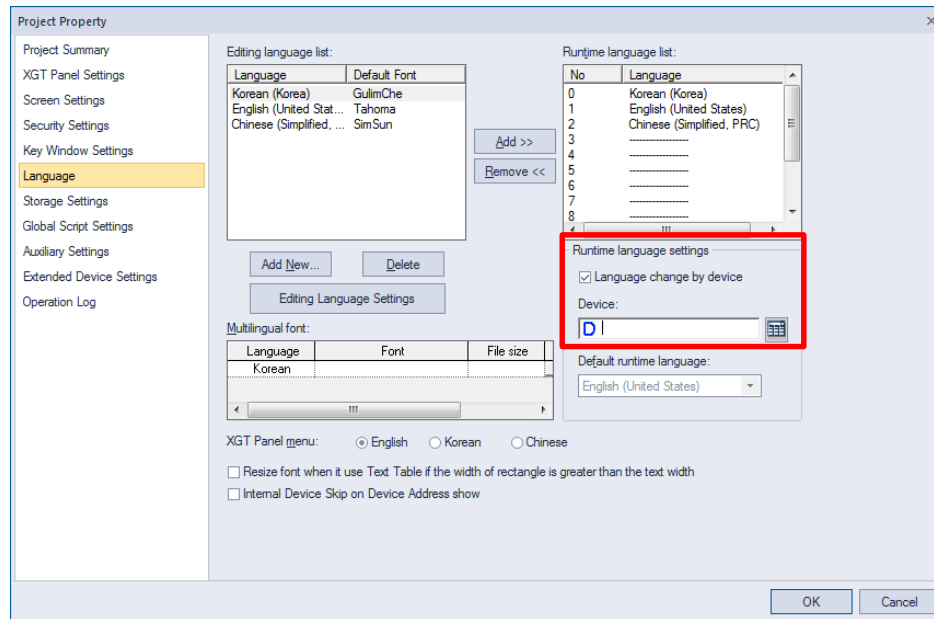 Project Property
Project Summary
XGT Panel Settings
Screen Settings
Security Settings
Key Window Settings
Language
Storage Settings
Global Script Settings
Auxiliary Settings
Extended Device Settings
Operation Log
Editing language list:
Language Default Font
Korean (Korea) GulimChe
English (United Stat... Tahoma
Chinese (Simplified, ... SimSun
Add >>
Remove <<
Runtime language list:
No Language
0 Korean (Korea)
1 English (United States)
2 Chinese (Simplified, PRC)
3 -----------------
4 -----------------
5 -----------------
6 -----------------
7 -----------------
8 -----------------
Add New...
Delete
Editing Language Settings
Runtime language settings
Language change by device
Device:
D
Default runtime language:
English (United States)
Multilingual font:
Language Font File size
Korean
XGT Panel menu: English Korean Chinese
Resize font when it use Text Table if the width of rectangle is greater than the text width
Internal Device Skip on Device Address show
OK
Cancel